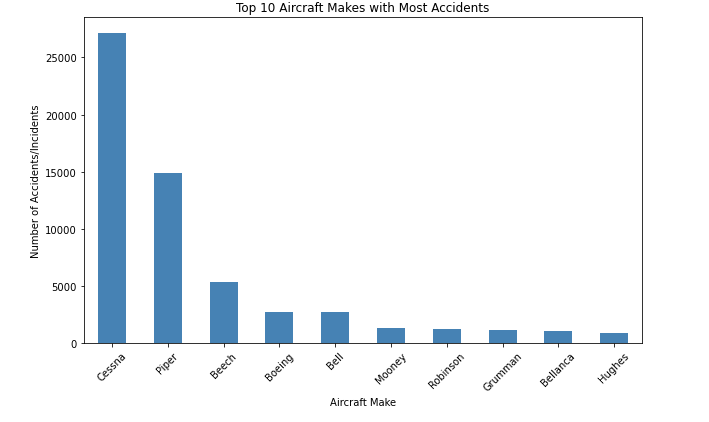 Top 10 Aircraft Makes with Most Accidents
Number of Accidents/Incidents
25000
20000
15000
10000
5000
0
Cessna
Piper
Beech
Boeing
Bell
Mooney
Robinson
Grumman
Bellanca
Hughes
Aircraft Make